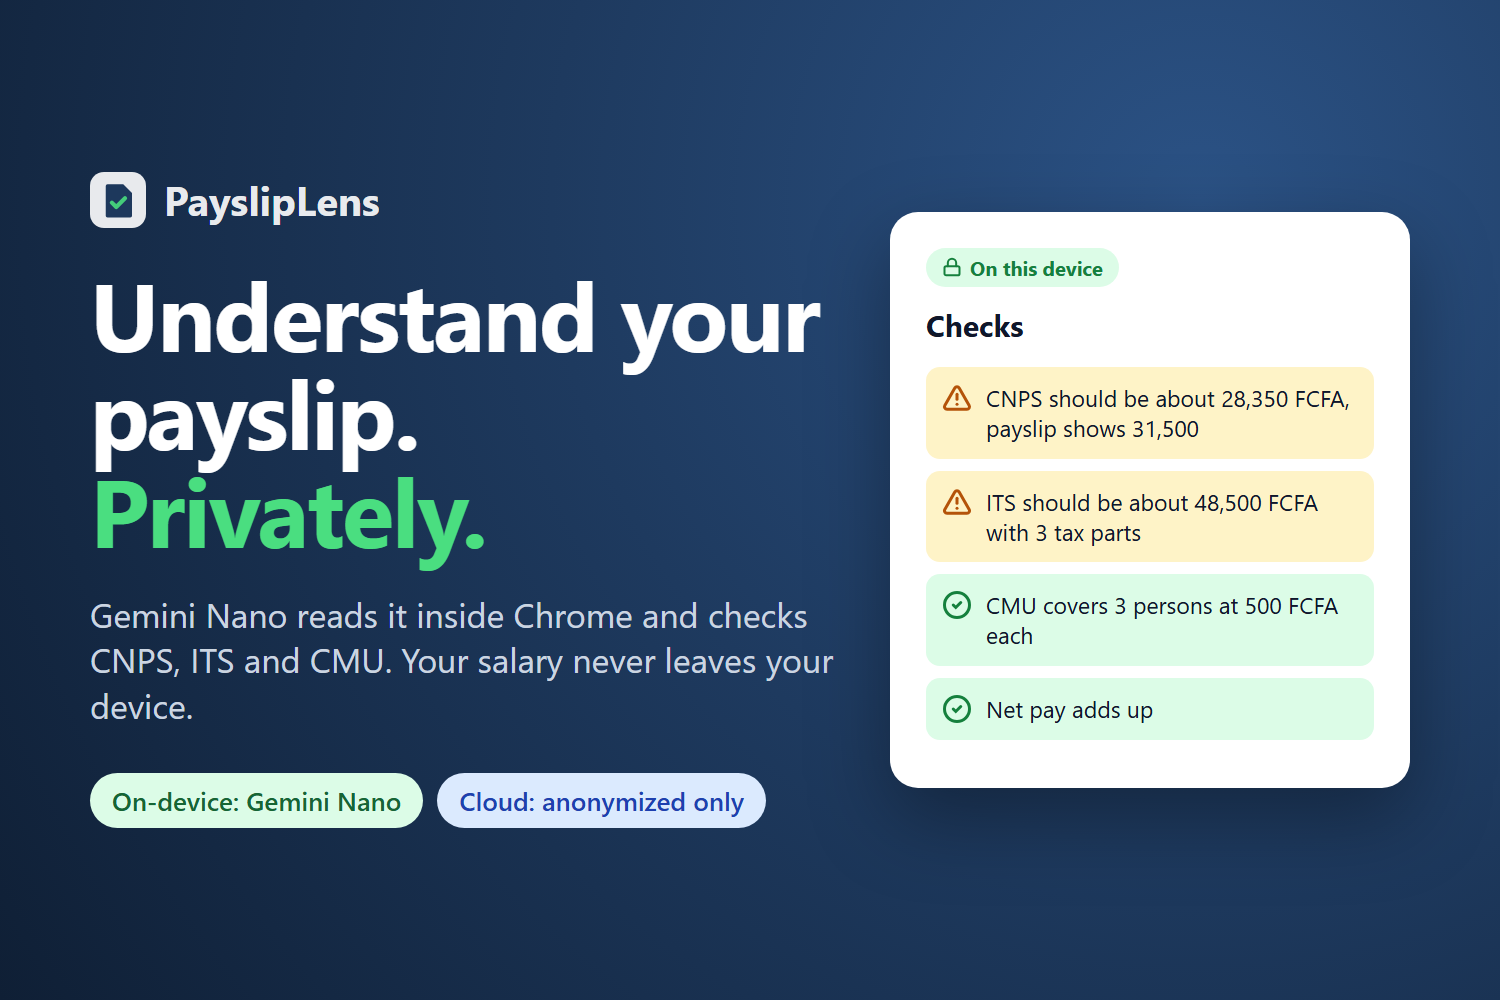 PayslipLens
Understand your
payslip.
Privately.
Gemini Nano reads it inside Chrome and checks
CNPS, ITS and CMU. Your salary never leaves your
device.
On-device: Gemini Nano
Cloud: anonymized only
On this device
Checks
CNPS should be about 28,350 FCFA,
payslip shows 31,500
ITS should be about 48,500 FCFA
with 3 tax parts
CMU covers 3 persons at 500 FCFA
each
Net pay adds up